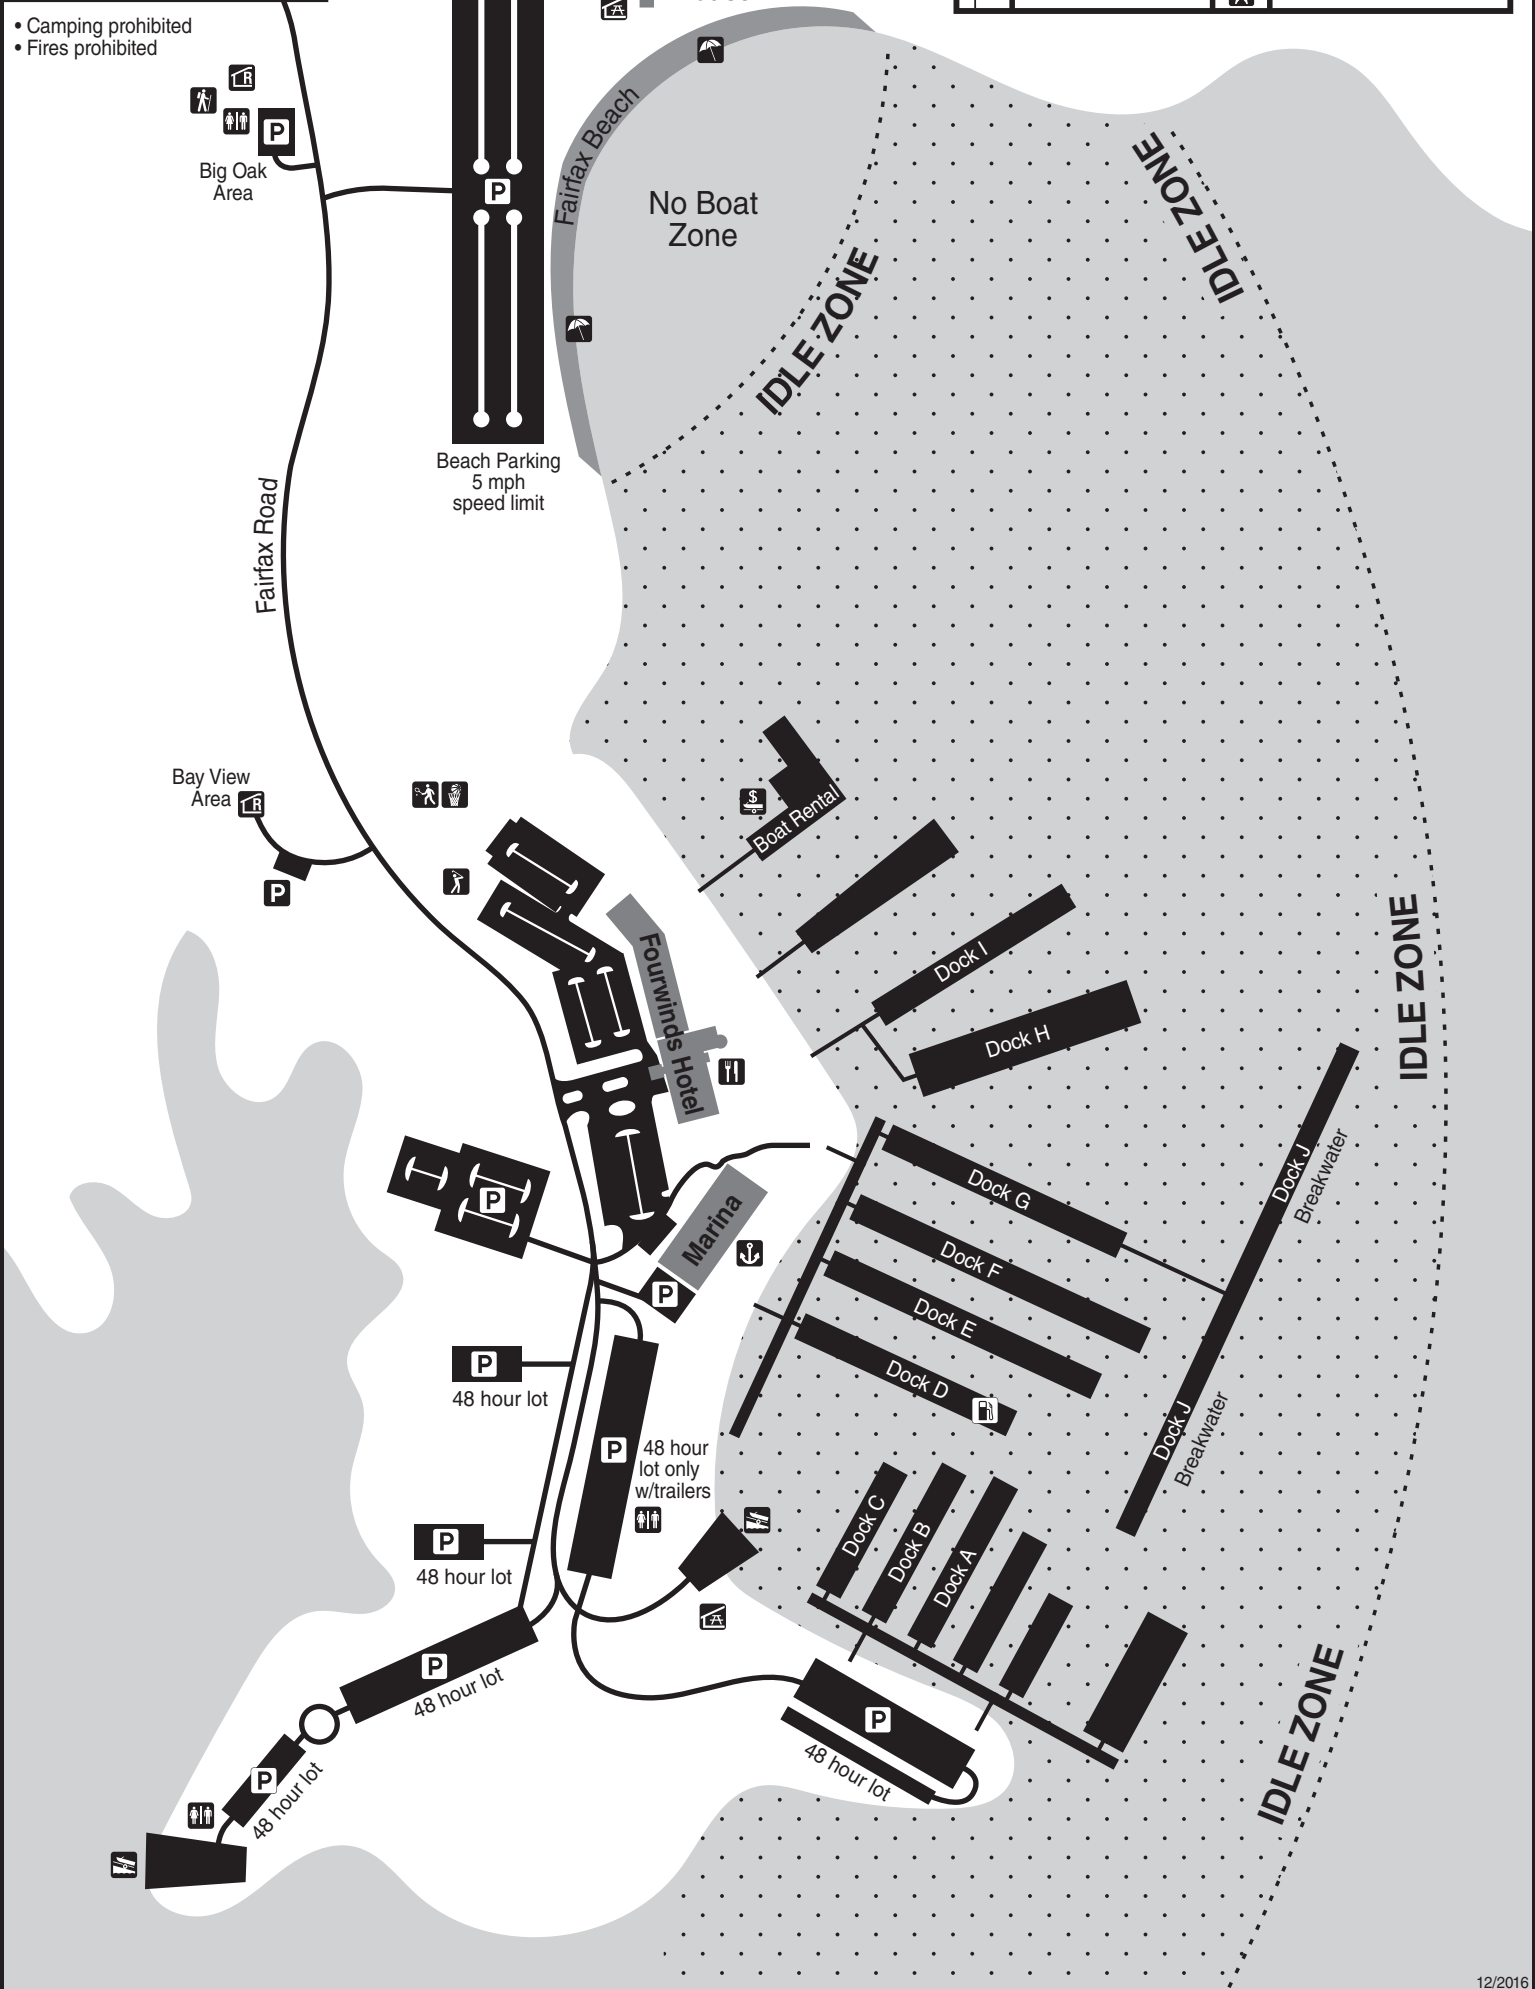 • Camping prohibited
• Fires prohibited
R
P
Big Oak
Area
P
Fairfax Beach
No Boat
Zone
IDLE ZONE
IDLE ZONE
Beach Parking
5 mph
speed limit
Fairfax Road
Bay View
Area
R
P
$
Boat Rental
Dock I
Dock H
Fourwinds Hotel
IDLE ZONE
Dock J
Breakwater
Dock G
Dock F
Dock E
Dock D
P
Marina
P
P
48 hour lot
Dock J
Breakwater
P
48 hour
lot only
w/trailers
Dock C
Dock B
Dock A
P
48 hour lot
P
48 hour lot
P
48 hour lot
P
48 hour lot
IDLE ZONE
12/2016